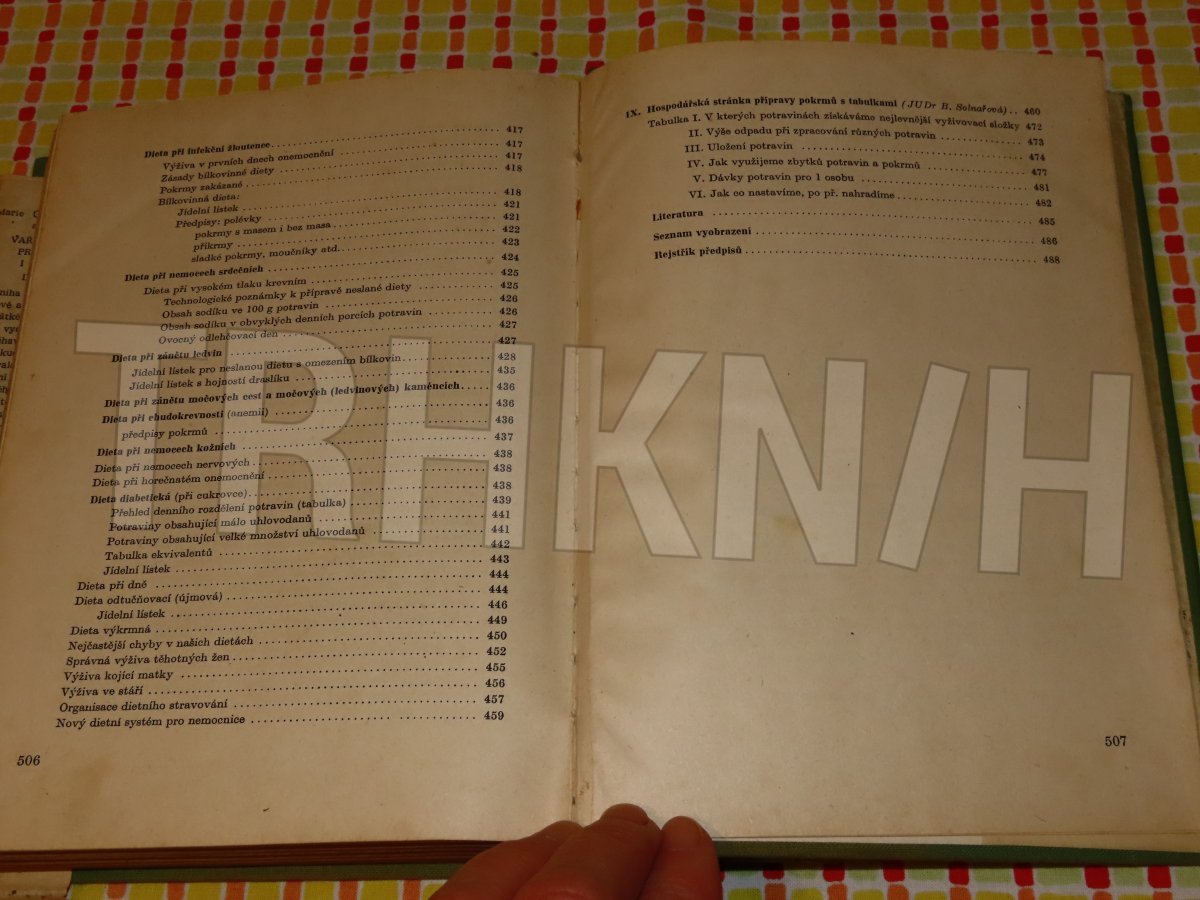 Dieta při infekční žloutence 417
Výživa v prvních dnech onemocnění 417
Zásady bílkovinné diety 417
Pokrmy zakázané 418
Bílkovinná dieta:
Jídelní lístek 418
Předpisy: polévky 421
pokrmy s masem i bez masa 421
příkrmy 422
sladké pokrmy, moučníky atd. 423
Dieta při nemocech srdečních 424
Dieta při vysokém tlaku krevním 425
Technologické poznámky k přípravě neslané diety 425
Obsah sodíku ve 100 g potravin 426
Obsah sodíku v obvyklých denních porcích potravin 426
Ovocný odlehčovací den 427
Dieta při zánětu ledvin 427
Jídelní lístek pro neslanou dietu s omezením bílkovin 428
Jídelní lístek s hojností draslíku 435
Dieta při zánětu močových cest a močových (ledvinových) kaméncích 436
Dieta při chudokrevnosti (anemii) 436
předpisy pokrmů 436
Dieta při nemocech kožních 437
Dieta při nemocech nervových 438
Dieta při horečnatém onemocnění 438
Dieta diabetická (při cukrovce) 438
Přehled denního rozdělení potravin (tabulka) 439
Potraviny obsahující málo uhlovodanů 441
Potraviny obsahující velké množství uhlovodanů 441
Tabulka ekvivalentů 442
Jídelní lístek 443
Dieta při dně 444
Dieta odtučňovací (újmová) 444
Jídelní lístek 446
Dieta výkrmná 449
Nejčastější chyby v našich dietách 450
Správná výživa těhotných žen 452
Výživa kojící matky 455
Výživa ve stáří 456
Organisace dietního stravování 457
Nový dietní systém pro nemocnice 459
506
IX. Hospodářská stránka přípravy pokrmů s tabulkami (JUDr B. Solnařová) 460
Tabulka I. V kterých potravinách získáváme nejlevnější vyživovací složky 472
II. Výše odpadu při zpracování různých potravin 473
III. Uložení potravin 474
IV. Jak využijeme zbytků potravin a pokrmů 477
V. Dávky potravin pro 1 osobu 481
VI. Jak co nastavíme, po př. nahradíme 482
Literatura 485
Seznam vyobrazení 486
Rejstřík předpisů 488
507
TRHKN/H